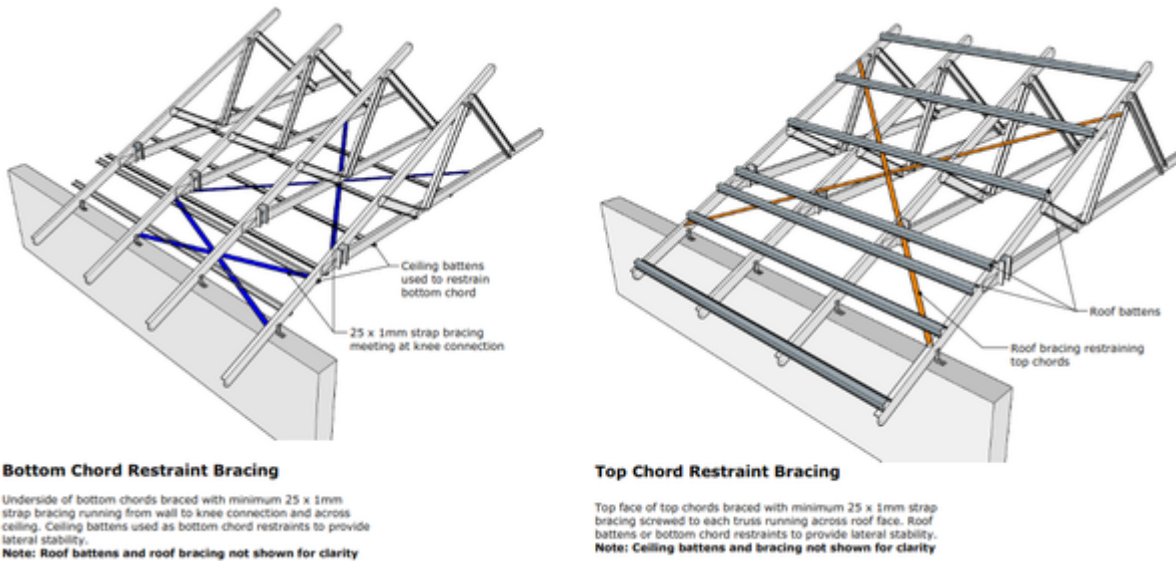 Ceiling battens
used to restrain
bottom chord
25 x 1mm strap bracing
meeting at knee connection
Bottom Chord Restraint Bracing
Underside of bottom chords braced with minimum 25 x 1mm
strap bracing running from wall to knee connection and across
ceiling. Ceiling battens used as bottom chord restraints to provide
lateral stability.
Note: Roof battens and roof bracing not shown for clarity
Roof battens
Roof bracing restraining
top chords
Top Chord Restraint Bracing
Top face of top chords braced with minimum 25 x 1mm strap
bracing screwed to each truss running across roof face. Roof
battens or bottom chord restraints to provide lateral stability.
Note: Ceiling battens and bracing not shown for clarity